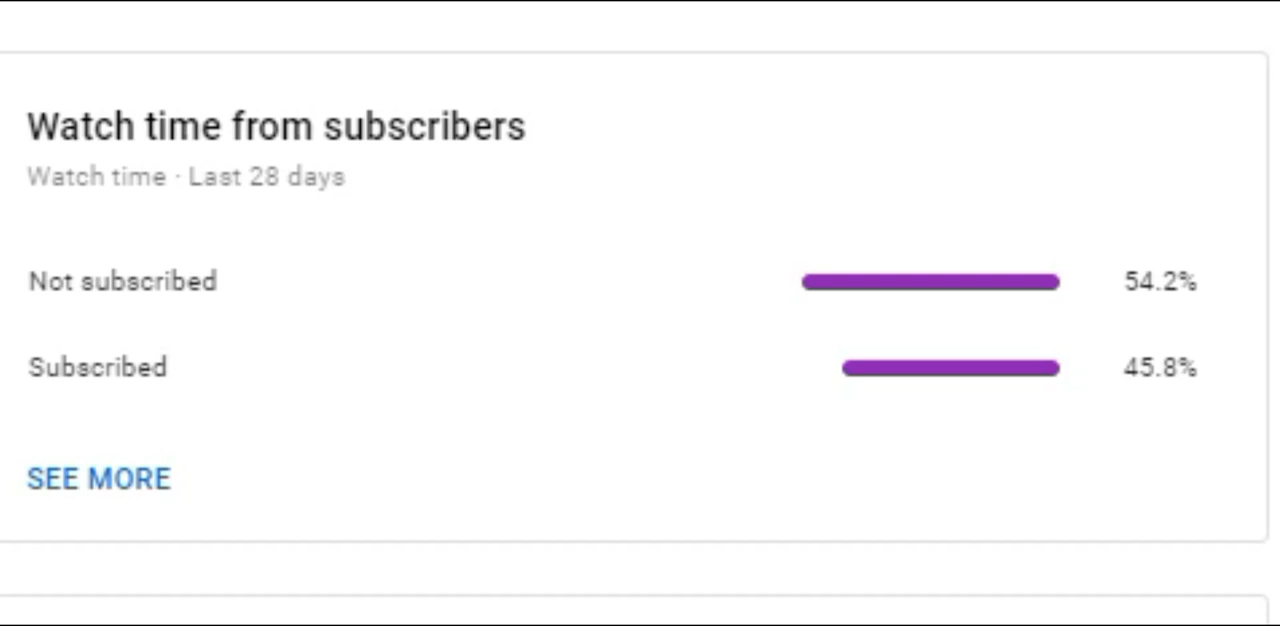 Watch time from subscribers
Watch time · Last 28 days
Not subscribed 54.2%
Subscribed 45.8%
SEE MORE